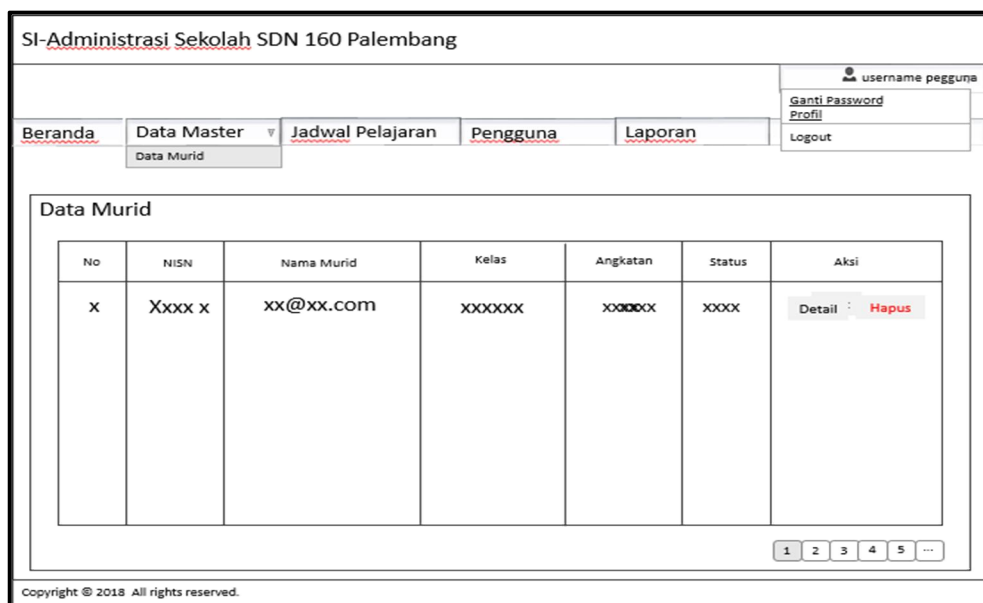 SI-Administrasi Sekolah SDN 160 Palembang
username pegguna
Ganti Password
Profil
Logout
Beranda Data Master Jadwal Pelajaran Pengguna Laporan
Data Murid
Data Murid
No NISN Nama Murid Kelas Angkatan Status Aksi
x Xxxx x xx@xx.com xxxxxx xxxx Detail : Hapus
1 2 3 4 5 ...
Copyright © 2018 All rights reserved.